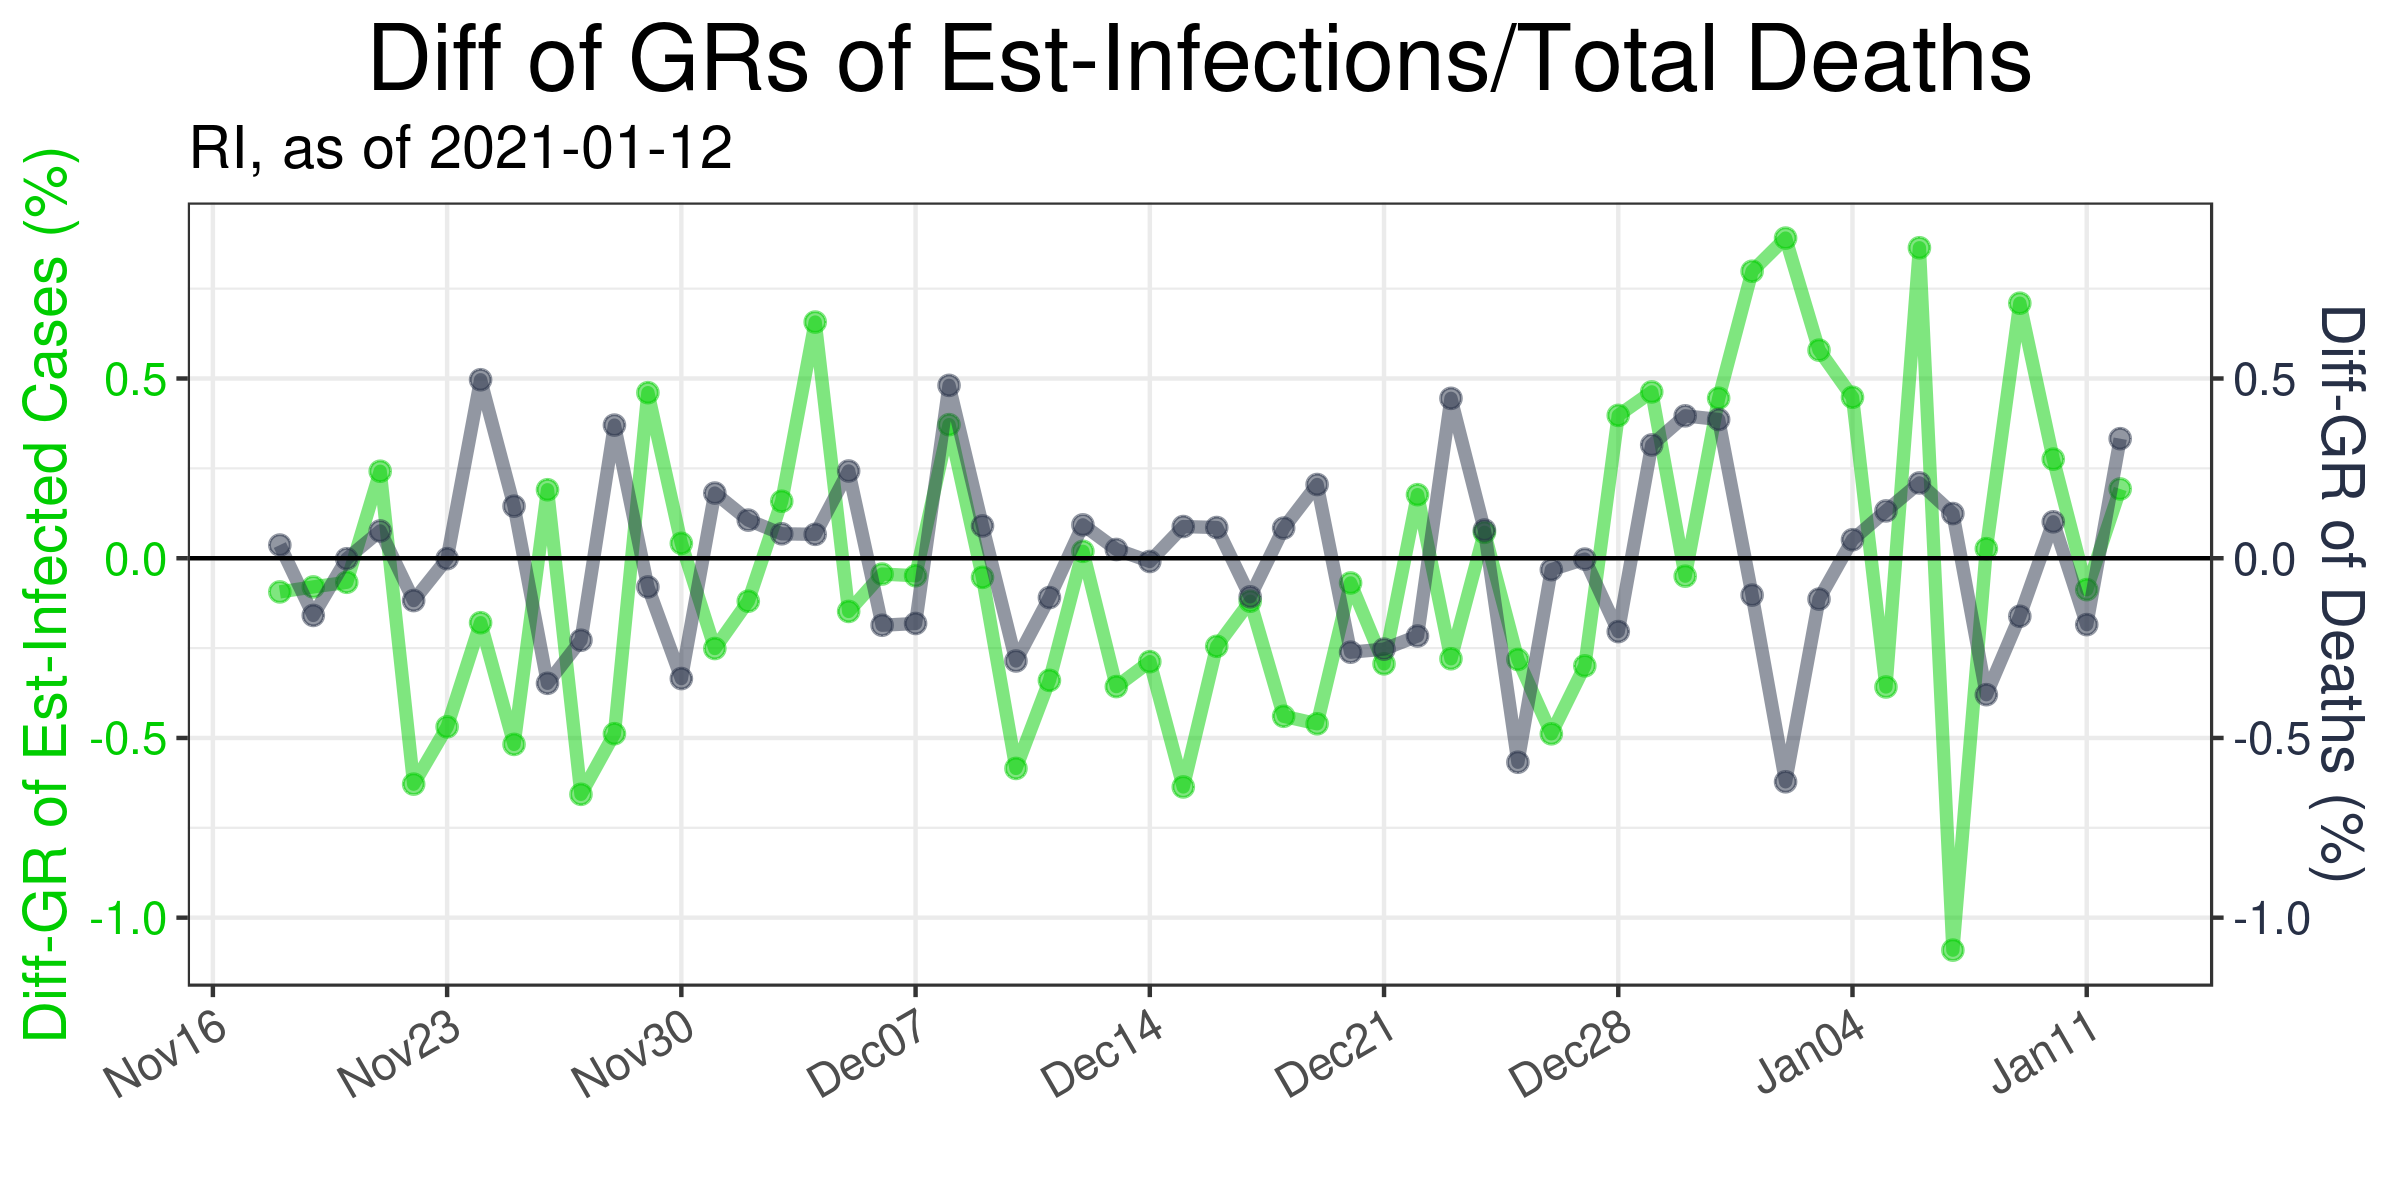 Diff of GRs of Est-Infections/Total Deaths
RI, as of 2021-01-12
Diff-GR of Est-Infected Cases (%)
0.5
0.0
-0.5
-1.0
0.5
0.0
-0.5
-1.0
Diff-GR of Deaths (%)
Nov16
Nov23
Nov30
Dec07
Dec14
Dec21
Dec28
Jan04
Jan11